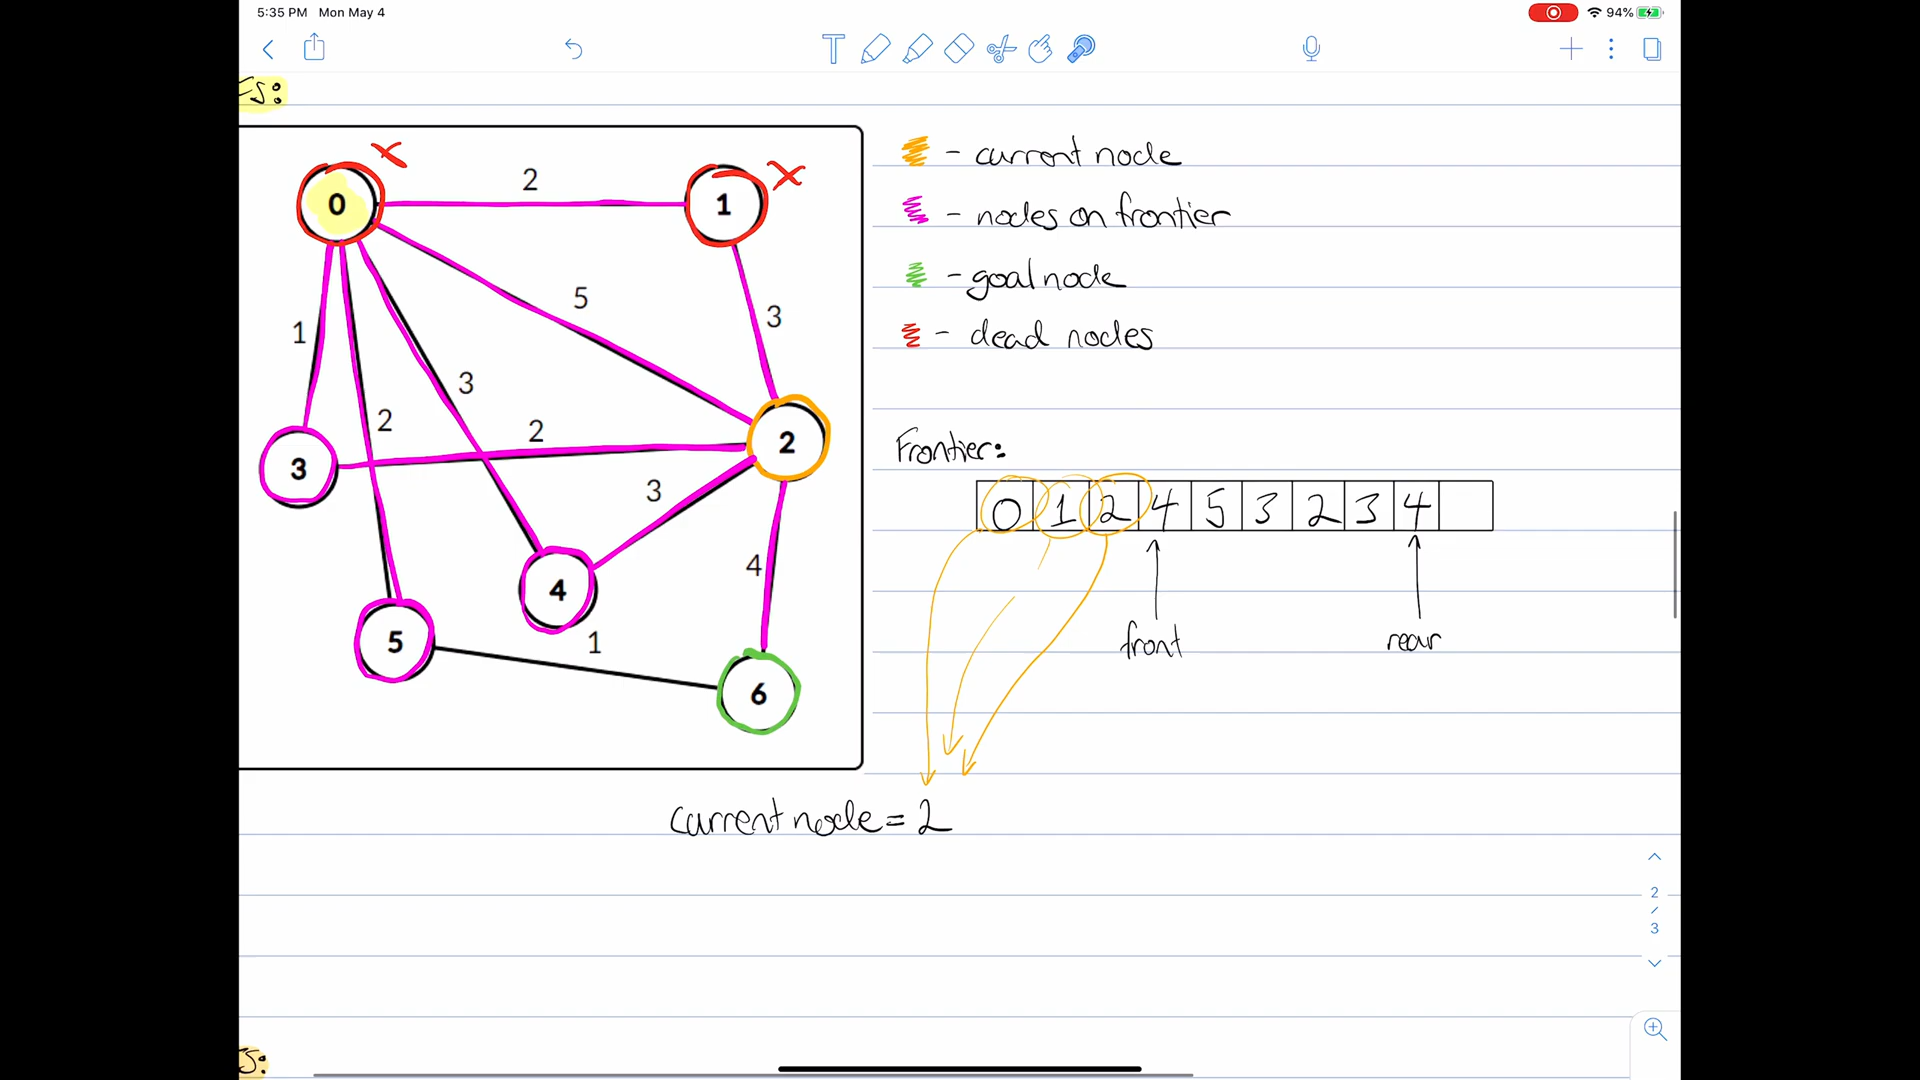 5:35 PM Mon May 4
94%
S:
0
1
2
3
4
5
6
2
5
3
1
3
2
2
3
4
1
- current node
- nodes on frontier
- goal node
- dead nodes
Frontier:
0 1 2 4 5 3 2 3 4
front
rear
current node = 2
2
/
3
S: